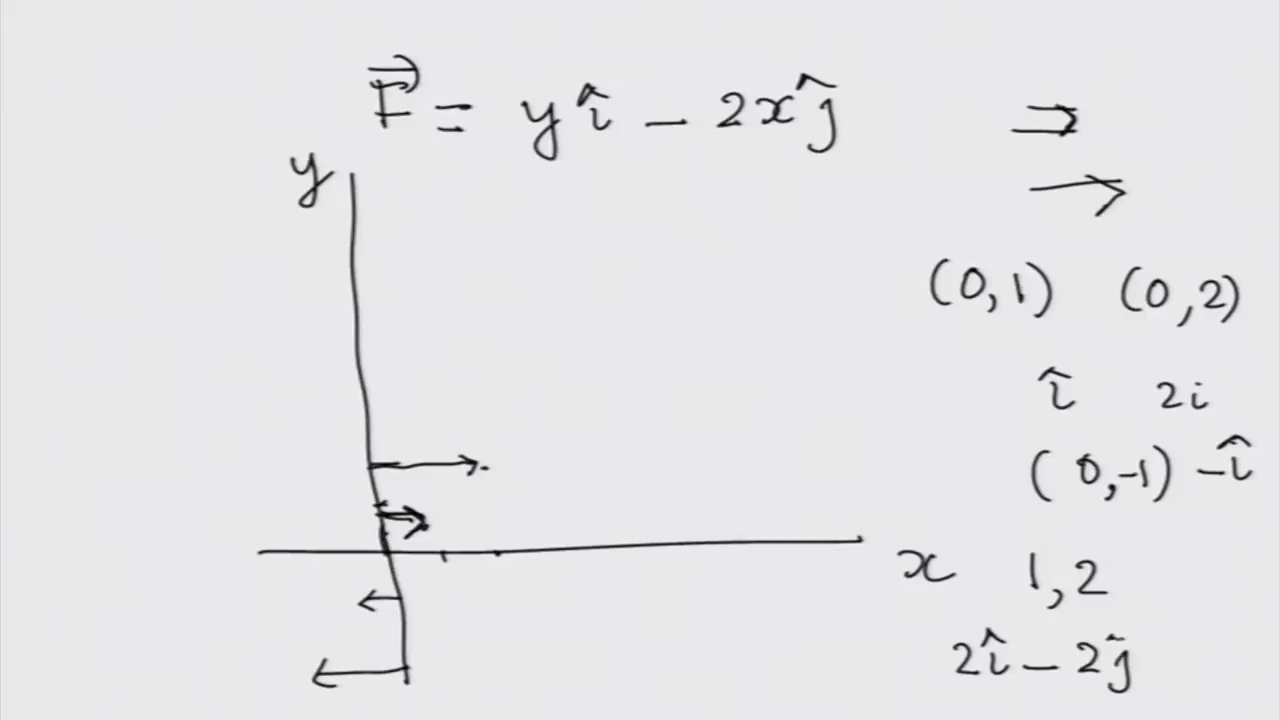 F⃗ = yî − 2xĵ
y
(0,1) (0,2)
î 2i
(0,-1) −î
x 1,2
2î − 2ĵ